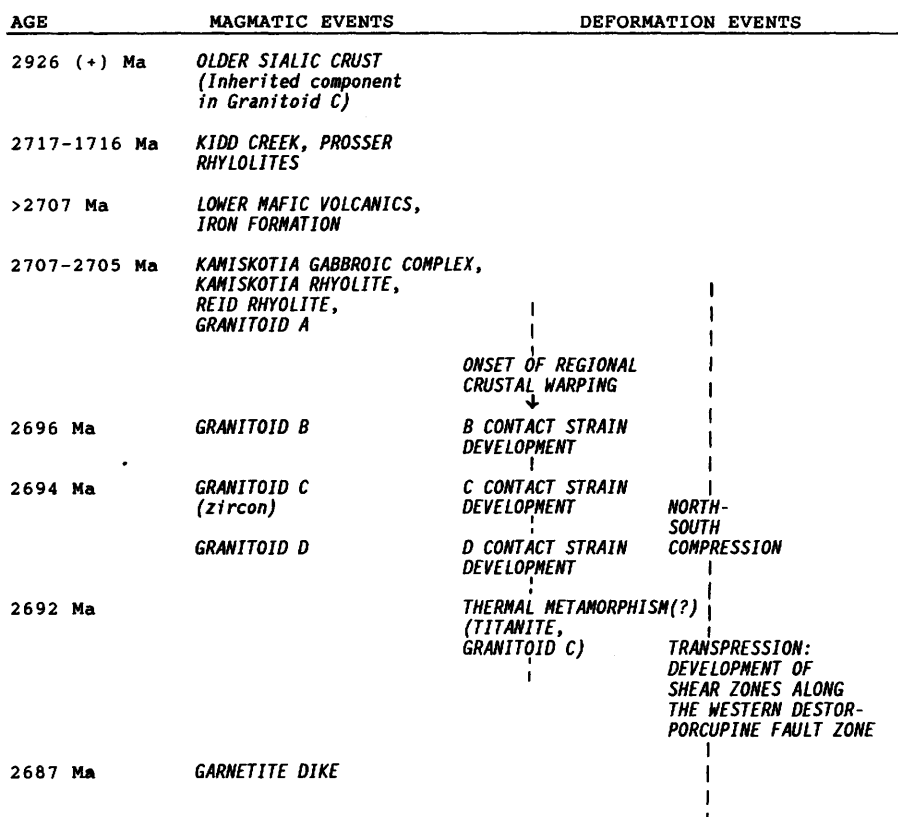 AGE MAGMATIC EVENTS DEFORMATION EVENTS
2926 (+) Ma OLDER SIALIC CRUST
(Inherited component
in Granitoid C)
2717-1716 Ma KIDD CREEK, PROSSER
RHYLOLITES
>2707 Ma LOWER MAFIC VOLCANICS,
IRON FORMATION
2707-2705 Ma KAMISKOTIA GABBROIC COMPLEX,
KAMISKOTIA RHYOLITE,
REID RHYOLITE,
GRANITOID A
ONSET OF REGIONAL
CRUSTAL WARPING
2696 Ma GRANITOID B B CONTACT STRAIN
DEVELOPMENT
2694 Ma GRANITOID C C CONTACT STRAIN
(zircon) DEVELOPMENT NORTH-
SOUTH
GRANITOID D D CONTACT STRAIN COMPRESSION
DEVELOPMENT
2692 Ma THERMAL METAMORPHISM(?)
(TITANITE,
GRANITOID C) TRANSPRESSION:
DEVELOPMENT OF
SHEAR ZONES ALONG
THE WESTERN DESTOR-
PORCUPINE FAULT ZONE
2687 Ma GARNETITE DIKE